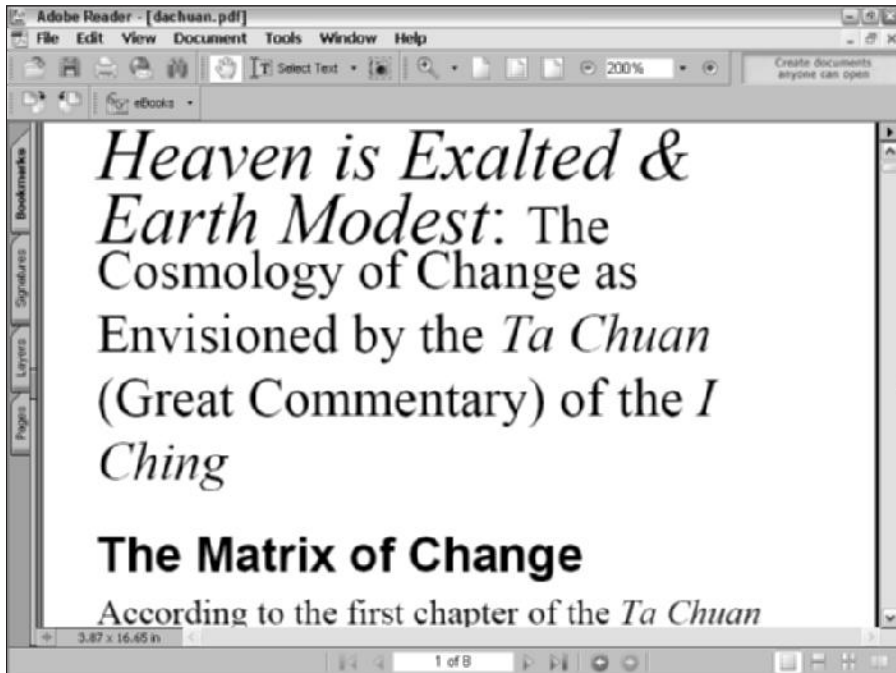 Adobe Reader - [dachuan.pdf]
File Edit View Document Tools Window Help
Select Text 200% Create documents
anyone can open
eBooks
Bookmarks
Signatures
Layers
Pages
Heaven is Exalted &
Earth Modest: The
Cosmology of Change as
Envisioned by the Ta Chuan
(Great Commentary) of the I
Ching
The Matrix of Change
According to the first chapter of the Ta Chuan
3.87 x 16.65 in
1 of 8